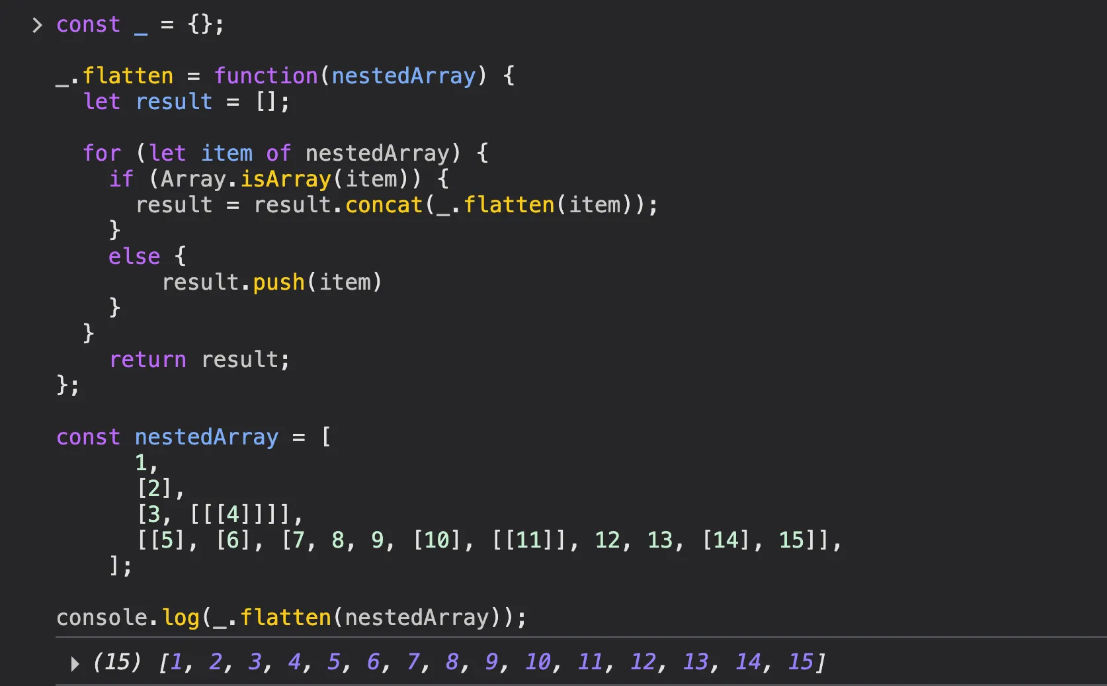 > const _ = {};
_.flatten = function(nestedArray) {
let result = [];
for (let item of nestedArray) {
if (Array.isArray(item)) {
result = result.concat(_.flatten(item));
}
else {
result.push(item)
}
}
return result;
};
const nestedArray = [
1,
[2],
[3, [[[4]]]],
[[5], [6], [7, 8, 9, [10], [[11]], 12, 13, [14], 15]],
];
console.log(_.flatten(nestedArray));
▸ (15) [1, 2, 3, 4, 5, 6, 7, 8, 9, 10, 11, 12, 13, 14, 15]